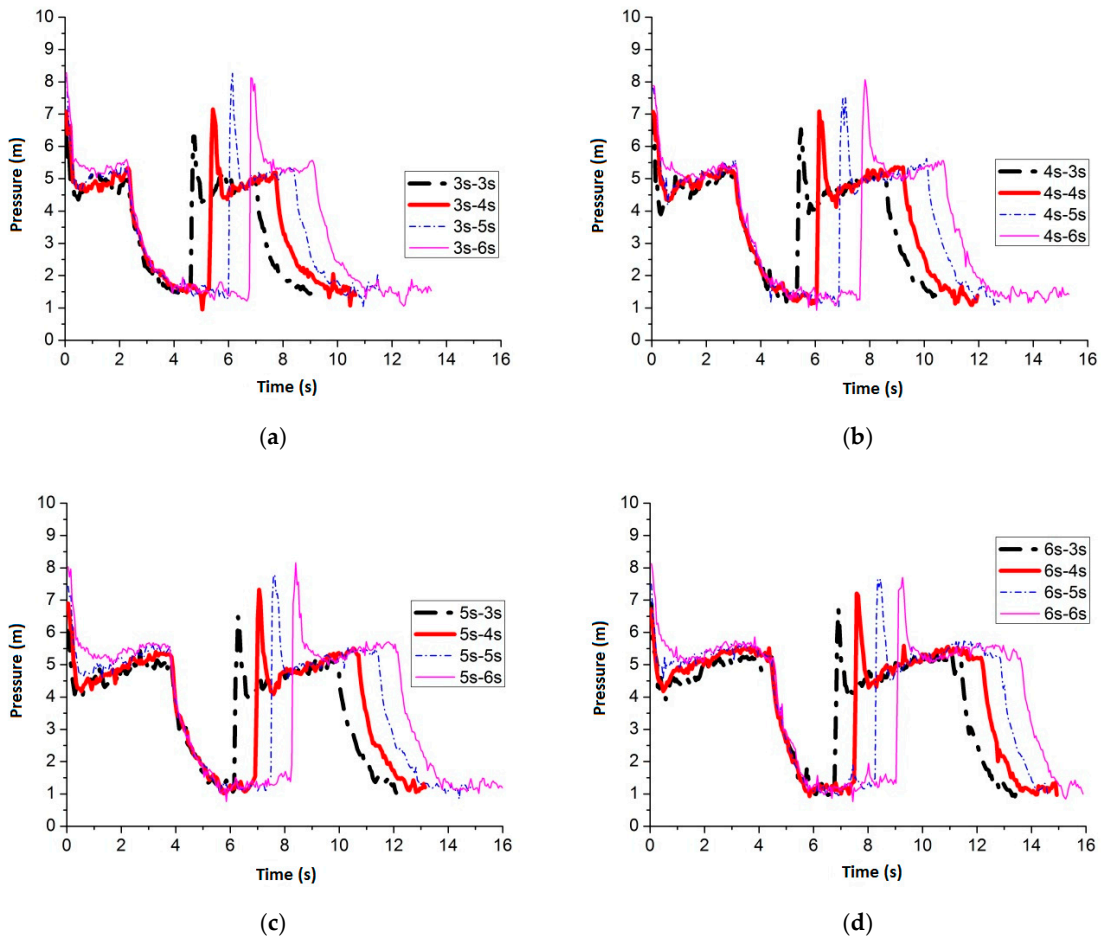 10
9
8
7
6
5
4
3
2
1
0
Pressure (m)
3s-3s
3s-4s
3s-5s
3s-6s
0 2 4 6 8 10 12 14 16
Time (s)
(a)
10
9
8
7
6
5
4
3
2
1
0
Pressure (m)
4s-3s
4s-4s
4s-5s
4s-6s
0 2 4 6 8 10 12 14 16
Time (s)
(b)
10
9
8
7
6
5
4
3
2
1
0
Pressure (m)
5s-3s
5s-4s
5s-5s
5s-6s
0 2 4 6 8 10 12 14 16
Time (s)
(c)
10
9
8
7
6
5
4
3
2
1
0
Pressure (m)
6s-3s
6s-4s
6s-5s
6s-6s
0 2 4 6 8 10 12 14 16
Time (s)
(d)